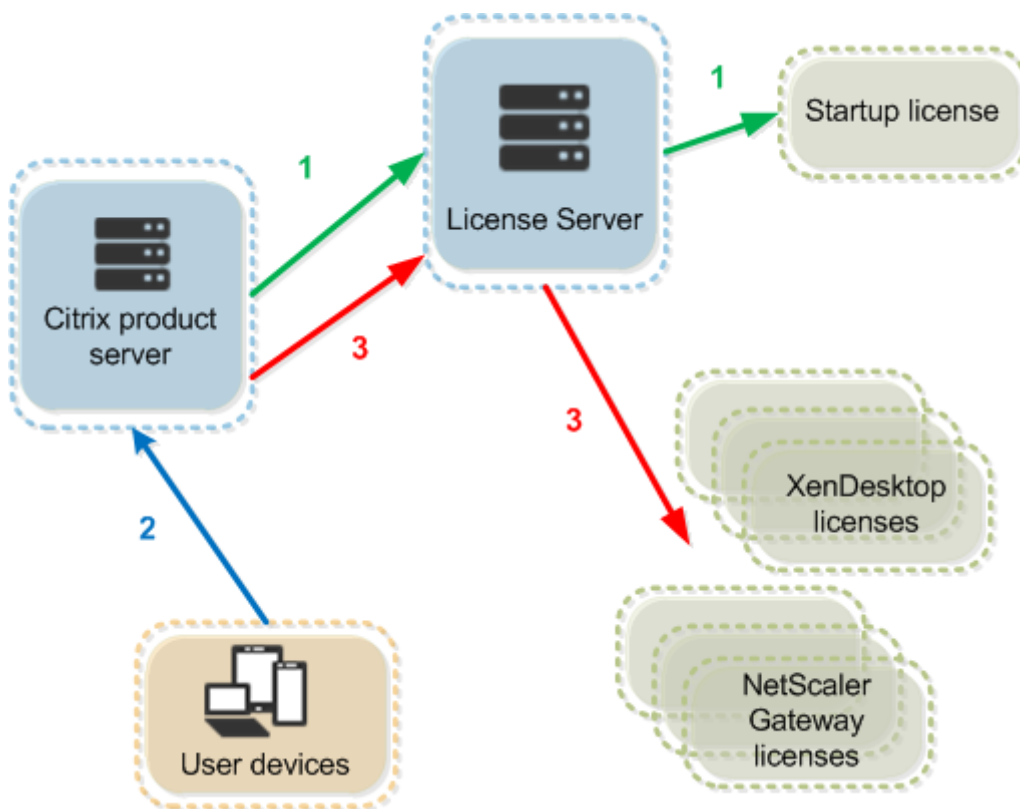 1
Startup license
1
License Server
Citrix product
server
3
3
XenDesktop
licenses
2
NetScaler
Gateway
licenses
User devices